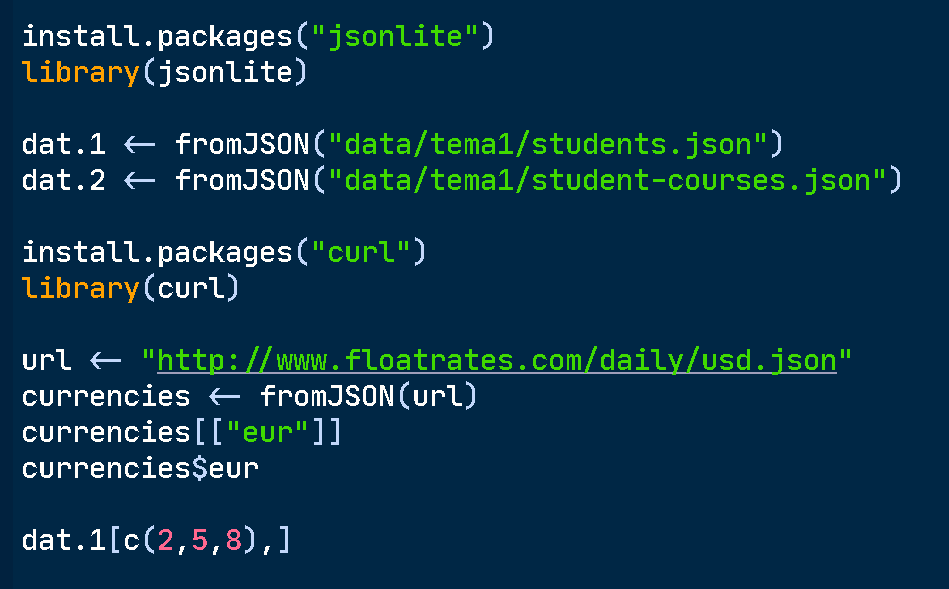 install.packages("jsonlite")
library(jsonlite)
dat.1 <- fromJSON("data/tema1/students.json")
dat.2 <- fromJSON("data/tema1/student-courses.json")
install.packages("curl")
library(curl)
url <- "http://www.floatrates.com/daily/usd.json"
currencies <- fromJSON(url)
currencies[["eur"]]
currencies$eur
dat.1[c(2,5,8),]